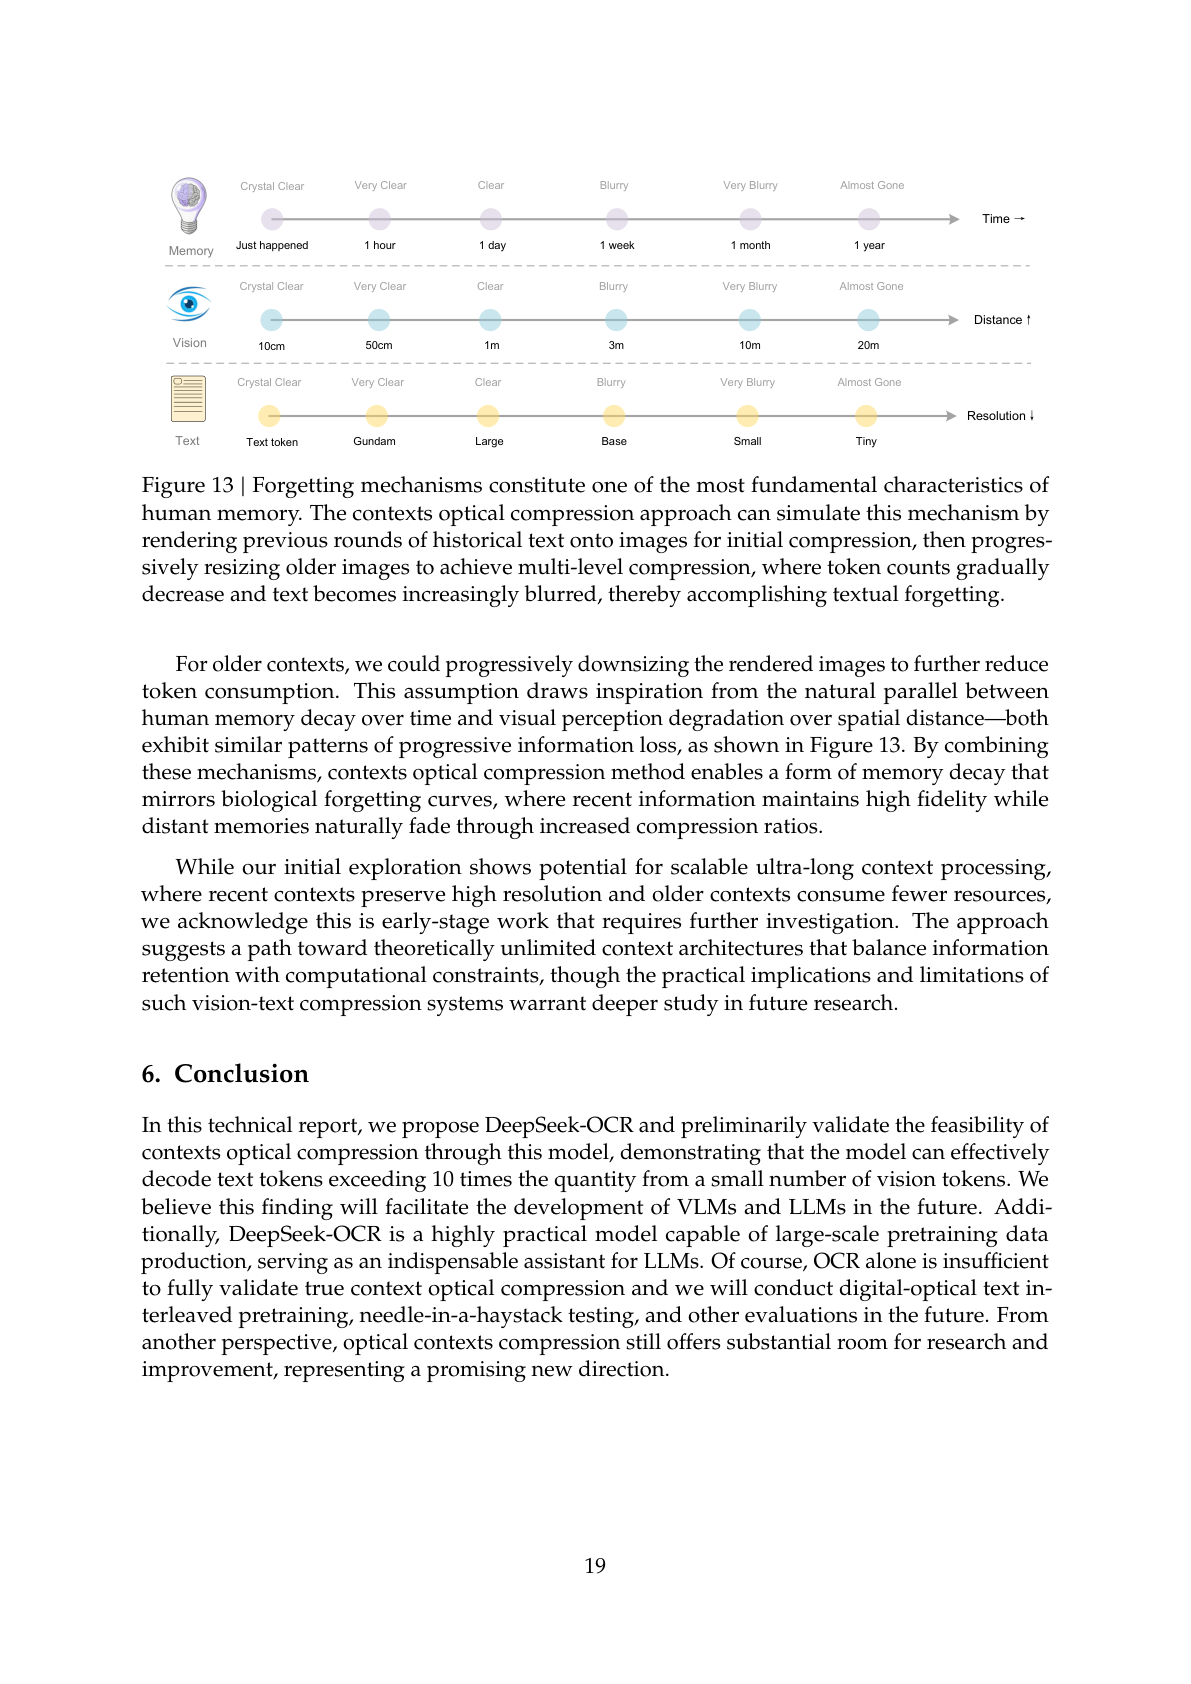 Crystal Clear Very Clear Clear Blurry Very Blurry Almost Gone
Time →
Memory Just happened 1 hour 1 day 1 week 1 month 1 year
Crystal Clear Very Clear Clear Blurry Very Blurry Almost Gone
Distance ↑
Vision 10cm 50cm 1m 3m 10m 20m
Crystal Clear Very Clear Clear Blurry Very Blurry Almost Gone
Resolution ↓
Text Text token Gundam Large Base Small Tiny
Figure 13 | Forgetting mechanisms constitute one of the most fundamental characteristics of
human memory. The contexts optical compression approach can simulate this mechanism by
rendering previous rounds of historical text onto images for initial compression, then progres-
sively resizing older images to achieve multi-level compression, where token counts gradually
decrease and text becomes increasingly blurred, thereby accomplishing textual forgetting.
For older contexts, we could progressively downsizing the rendered images to further reduce
token consumption. This assumption draws inspiration from the natural parallel between
human memory decay over time and visual perception degradation over spatial distance—both
exhibit similar patterns of progressive information loss, as shown in Figure 13. By combining
these mechanisms, contexts optical compression method enables a form of memory decay that
mirrors biological forgetting curves, where recent information maintains high fidelity while
distant memories naturally fade through increased compression ratios.
While our initial exploration shows potential for scalable ultra-long context processing,
where recent contexts preserve high resolution and older contexts consume fewer resources,
we acknowledge this is early-stage work that requires further investigation. The approach
suggests a path toward theoretically unlimited context architectures that balance information
retention with computational constraints, though the practical implications and limitations of
such vision-text compression systems warrant deeper study in future research.
6. Conclusion
In this technical report, we propose DeepSeek-OCR and preliminarily validate the feasibility of
contexts optical compression through this model, demonstrating that the model can effectively
decode text tokens exceeding 10 times the quantity from a small number of vision tokens. We
believe this finding will facilitate the development of VLMs and LLMs in the future. Addi-
tionally, DeepSeek-OCR is a highly practical model capable of large-scale pretraining data
production, serving as an indispensable assistant for LLMs. Of course, OCR alone is insufficient
to fully validate true context optical compression and we will conduct digital-optical text in-
terleaved pretraining, needle-in-a-haystack testing, and other evaluations in the future. From
another perspective, optical contexts compression still offers substantial room for research and
improvement, representing a promising new direction.
19